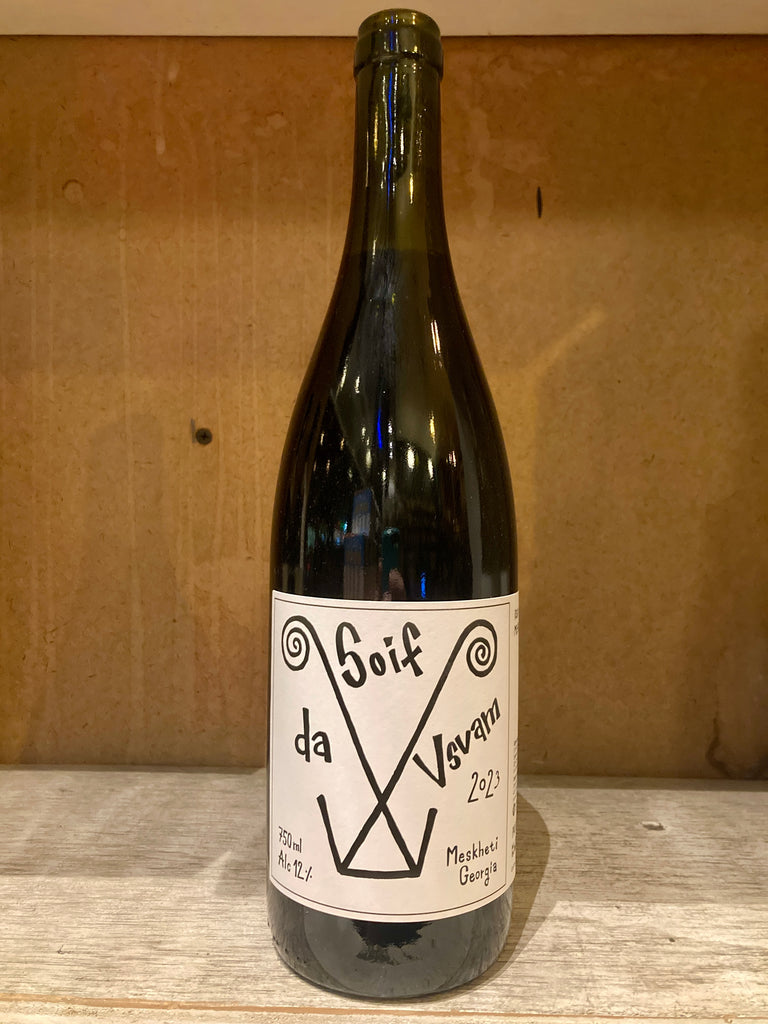 Soif
da
Vsvam
2023
750ml
Alc 12%
Meskheti
Georgia